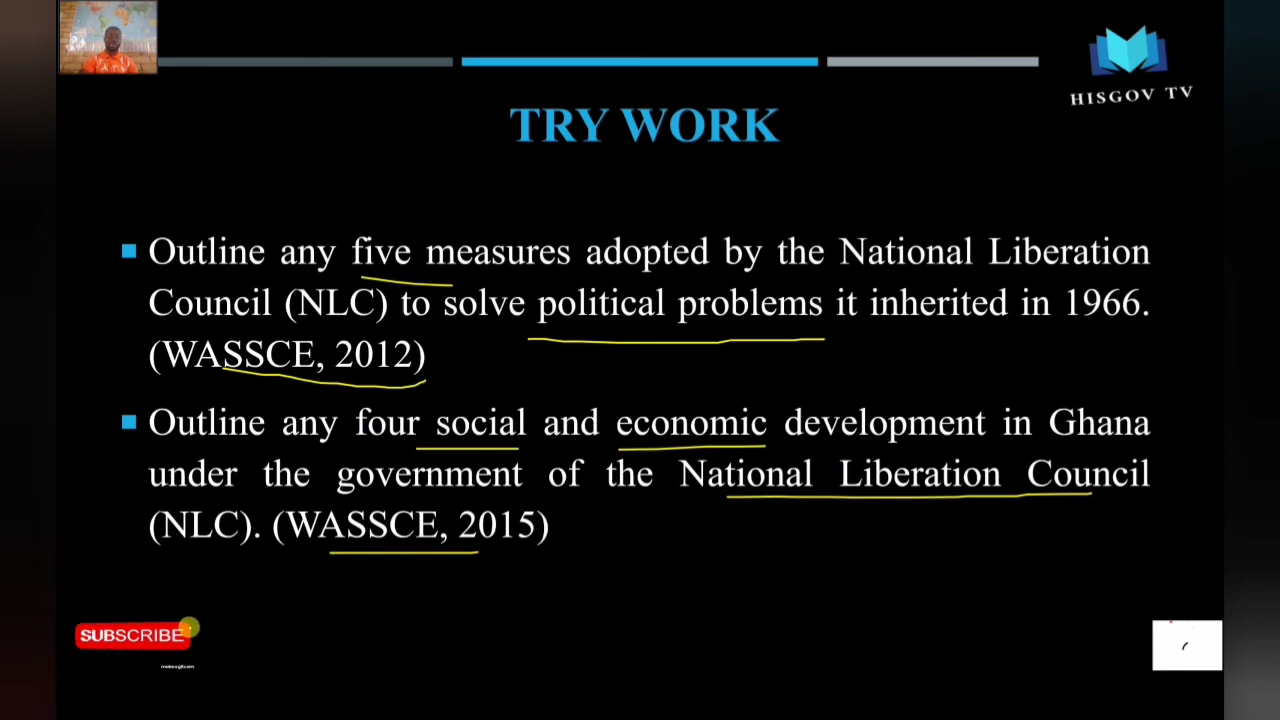 HISGOV TV
TRY WORK
Outline any five measures adopted by the National Liberation
Council (NLC) to solve political problems it inherited in 1966.
(WASSCE, 2012)
Outline any four social and economic development in Ghana
under the government of the National Liberation Council
(NLC). (WASSCE, 2015)
SUBSCRIBE